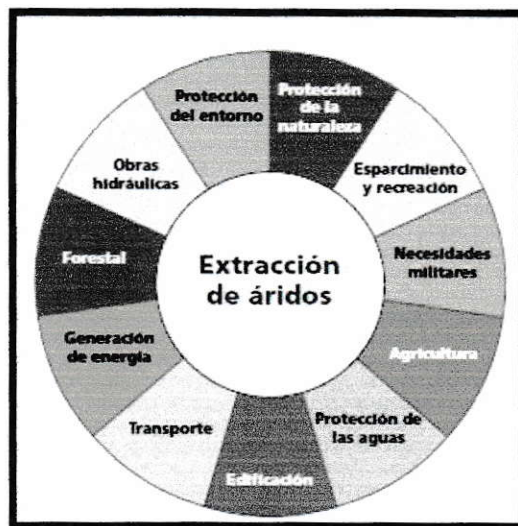 Protección
de la
naturaleza
Esparcimiento
y recreación
Necesidades
militares
Agricultura
Protección de
las aguas
Edificación
Transporte
Generación
de energía
Forestal
Obras
hidráulicas
Protección
del entorno
Extracción
de áridos